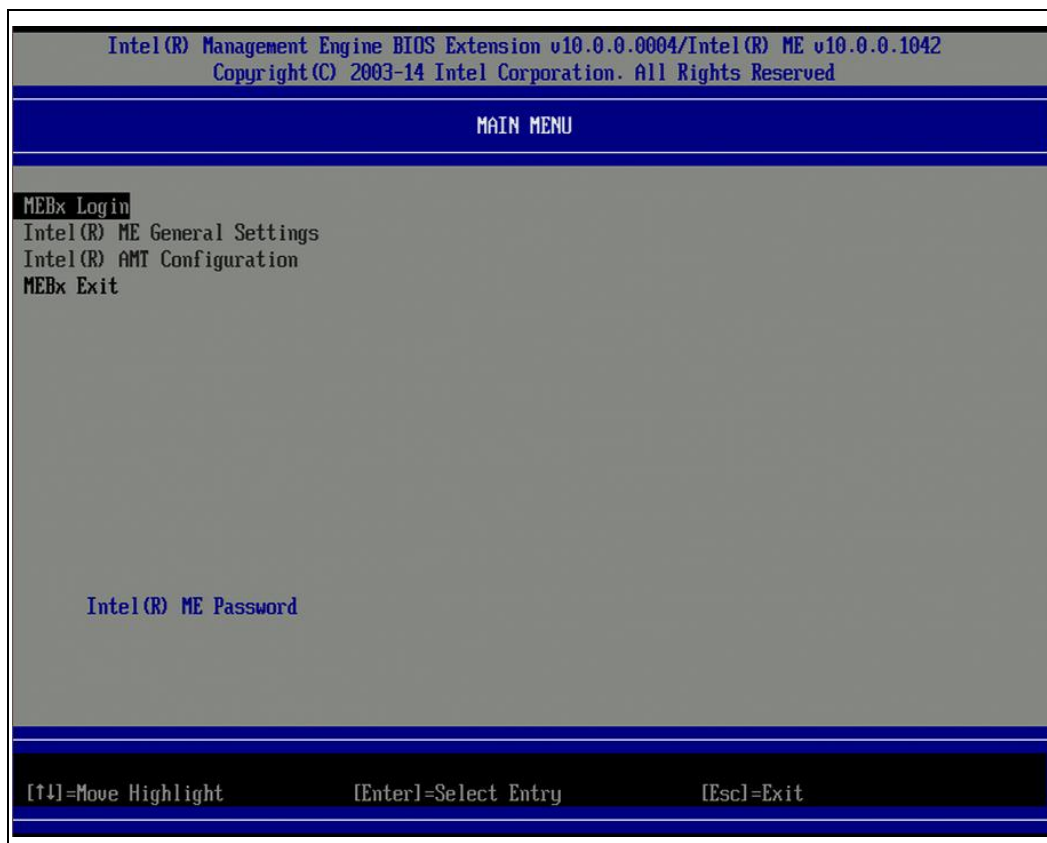 Intel(R) Management Engine BIOS Extension v10.0.0.0004/Intel(R) ME v10.0.0.1042
Copyright(C) 2003-14 Intel Corporation. All Rights Reserved
MAIN MENU
MEBx Login
Intel(R) ME General Settings
Intel(R) AMT Configuration
MEBx Exit
Intel(R) ME Password
[↑↓]=Move Highlight [Enter]=Select Entry [Esc]=Exit